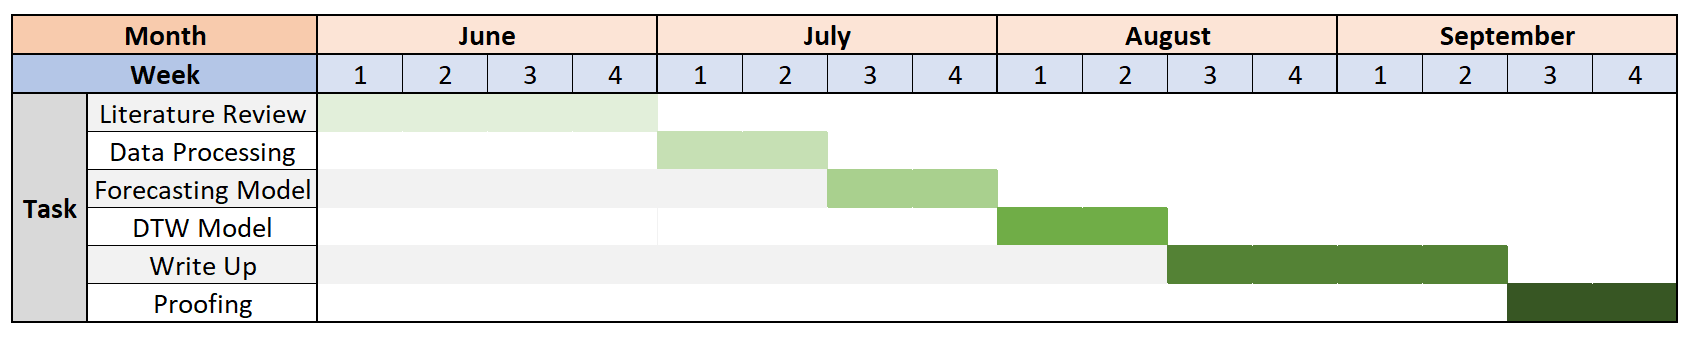 Month June July August September
Week 1 2 3 4 1 2 3 4 1 2 3 4 1 2 3 4
Task
Literature Review
Data Processing
Forecasting Model
DTW Model
Write Up
Proofing